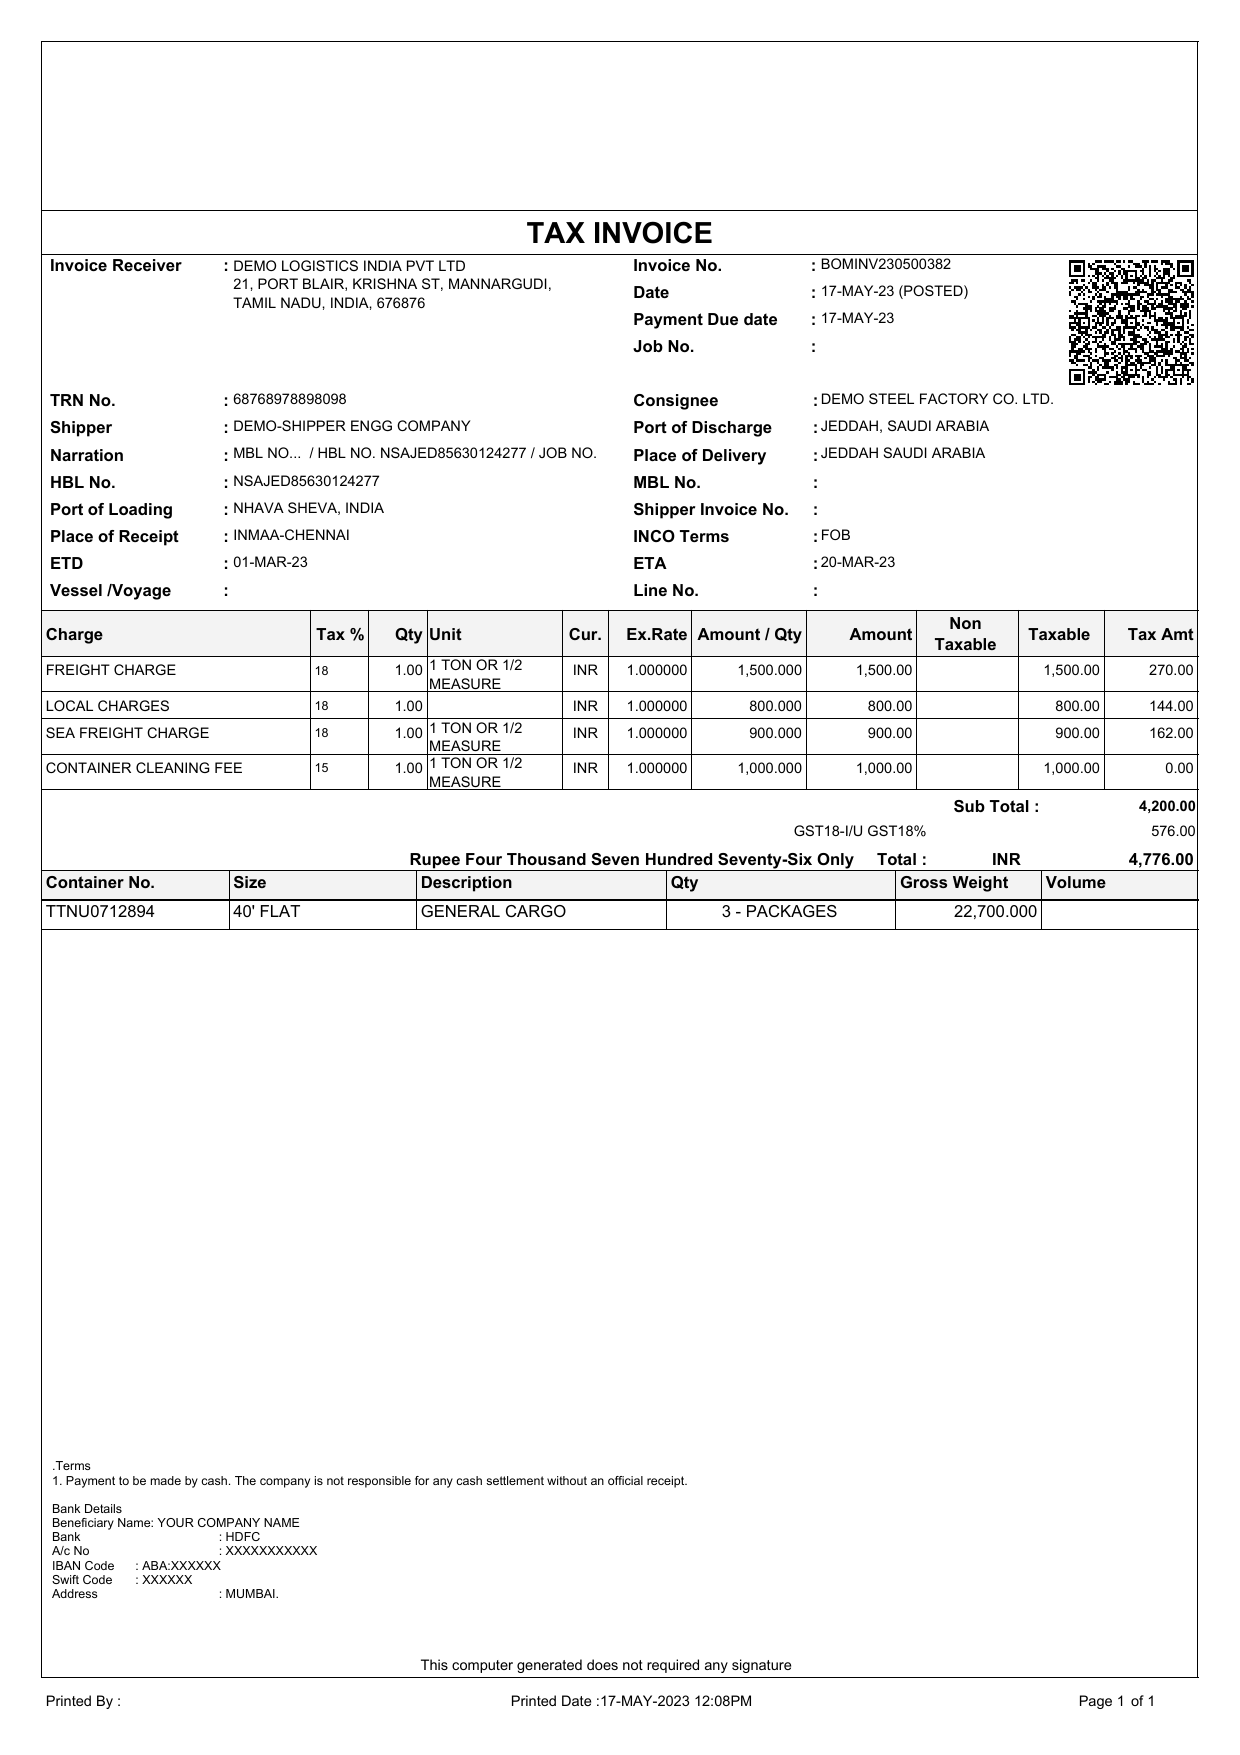 TAX INVOICE
Invoice Receiver : DEMO LOGISTICS INDIA PVT LTD
21, PORT BLAIR, KRISHNA ST, MANNARGUDI,
TAMIL NADU, INDIA, 676876
Invoice No. : BOMINV230500382
Date : 17-MAY-23 (POSTED)
Payment Due date : 17-MAY-23
Job No. :
TRN No. : 68768978898098 Consignee : DEMO STEEL FACTORY CO. LTD.
Shipper : DEMO-SHIPPER ENGG COMPANY Port of Discharge : JEDDAH, SAUDI ARABIA
Narration : MBL NO... / HBL NO. NSAJED85630124277 / JOB NO. Place of Delivery : JEDDAH SAUDI ARABIA
HBL No. : NSAJED85630124277 MBL No. :
Port of Loading : NHAVA SHEVA, INDIA Shipper Invoice No. :
Place of Receipt : INMAA-CHENNAI INCO Terms : FOB
ETD : 01-MAR-23 ETA : 20-MAR-23
Vessel /Voyage : Line No. :
Charge Tax % Qty Unit Cur. Ex.Rate Amount / Qty Amount Non Taxable Taxable Tax Amt
FREIGHT CHARGE 18 1.00 1 TON OR 1/2 MEASURE INR 1.000000 1,500.000 1,500.00 1,500.00 270.00
LOCAL CHARGES 18 1.00 INR 1.000000 800.000 800.00 800.00 144.00
SEA FREIGHT CHARGE 18 1.00 1 TON OR 1/2 MEASURE INR 1.000000 900.000 900.00 900.00 162.00
CONTAINER CLEANING FEE 15 1.00 1 TON OR 1/2 MEASURE INR 1.000000 1,000.000 1,000.00 1,000.00 0.00
Sub Total : 4,200.00
GST18-I/U GST18% 576.00
Rupee Four Thousand Seven Hundred Seventy-Six Only Total : INR 4,776.00
Container No. Size Description Qty Gross Weight Volume
TTNU0712894 40' FLAT GENERAL CARGO 3 - PACKAGES 22,700.000
.Terms
1. Payment to be made by cash. The company is not responsible for any cash settlement without an official receipt.
Bank Details
Beneficiary Name: YOUR COMPANY NAME
Bank : HDFC
A/c No : XXXXXXXXXXX
IBAN Code : ABA:XXXXXX
Swift Code : XXXXXX
Address : MUMBAI.
This computer generated does not required any signature
Printed By : Printed Date :17-MAY-2023 12:08PM Page 1 of 1